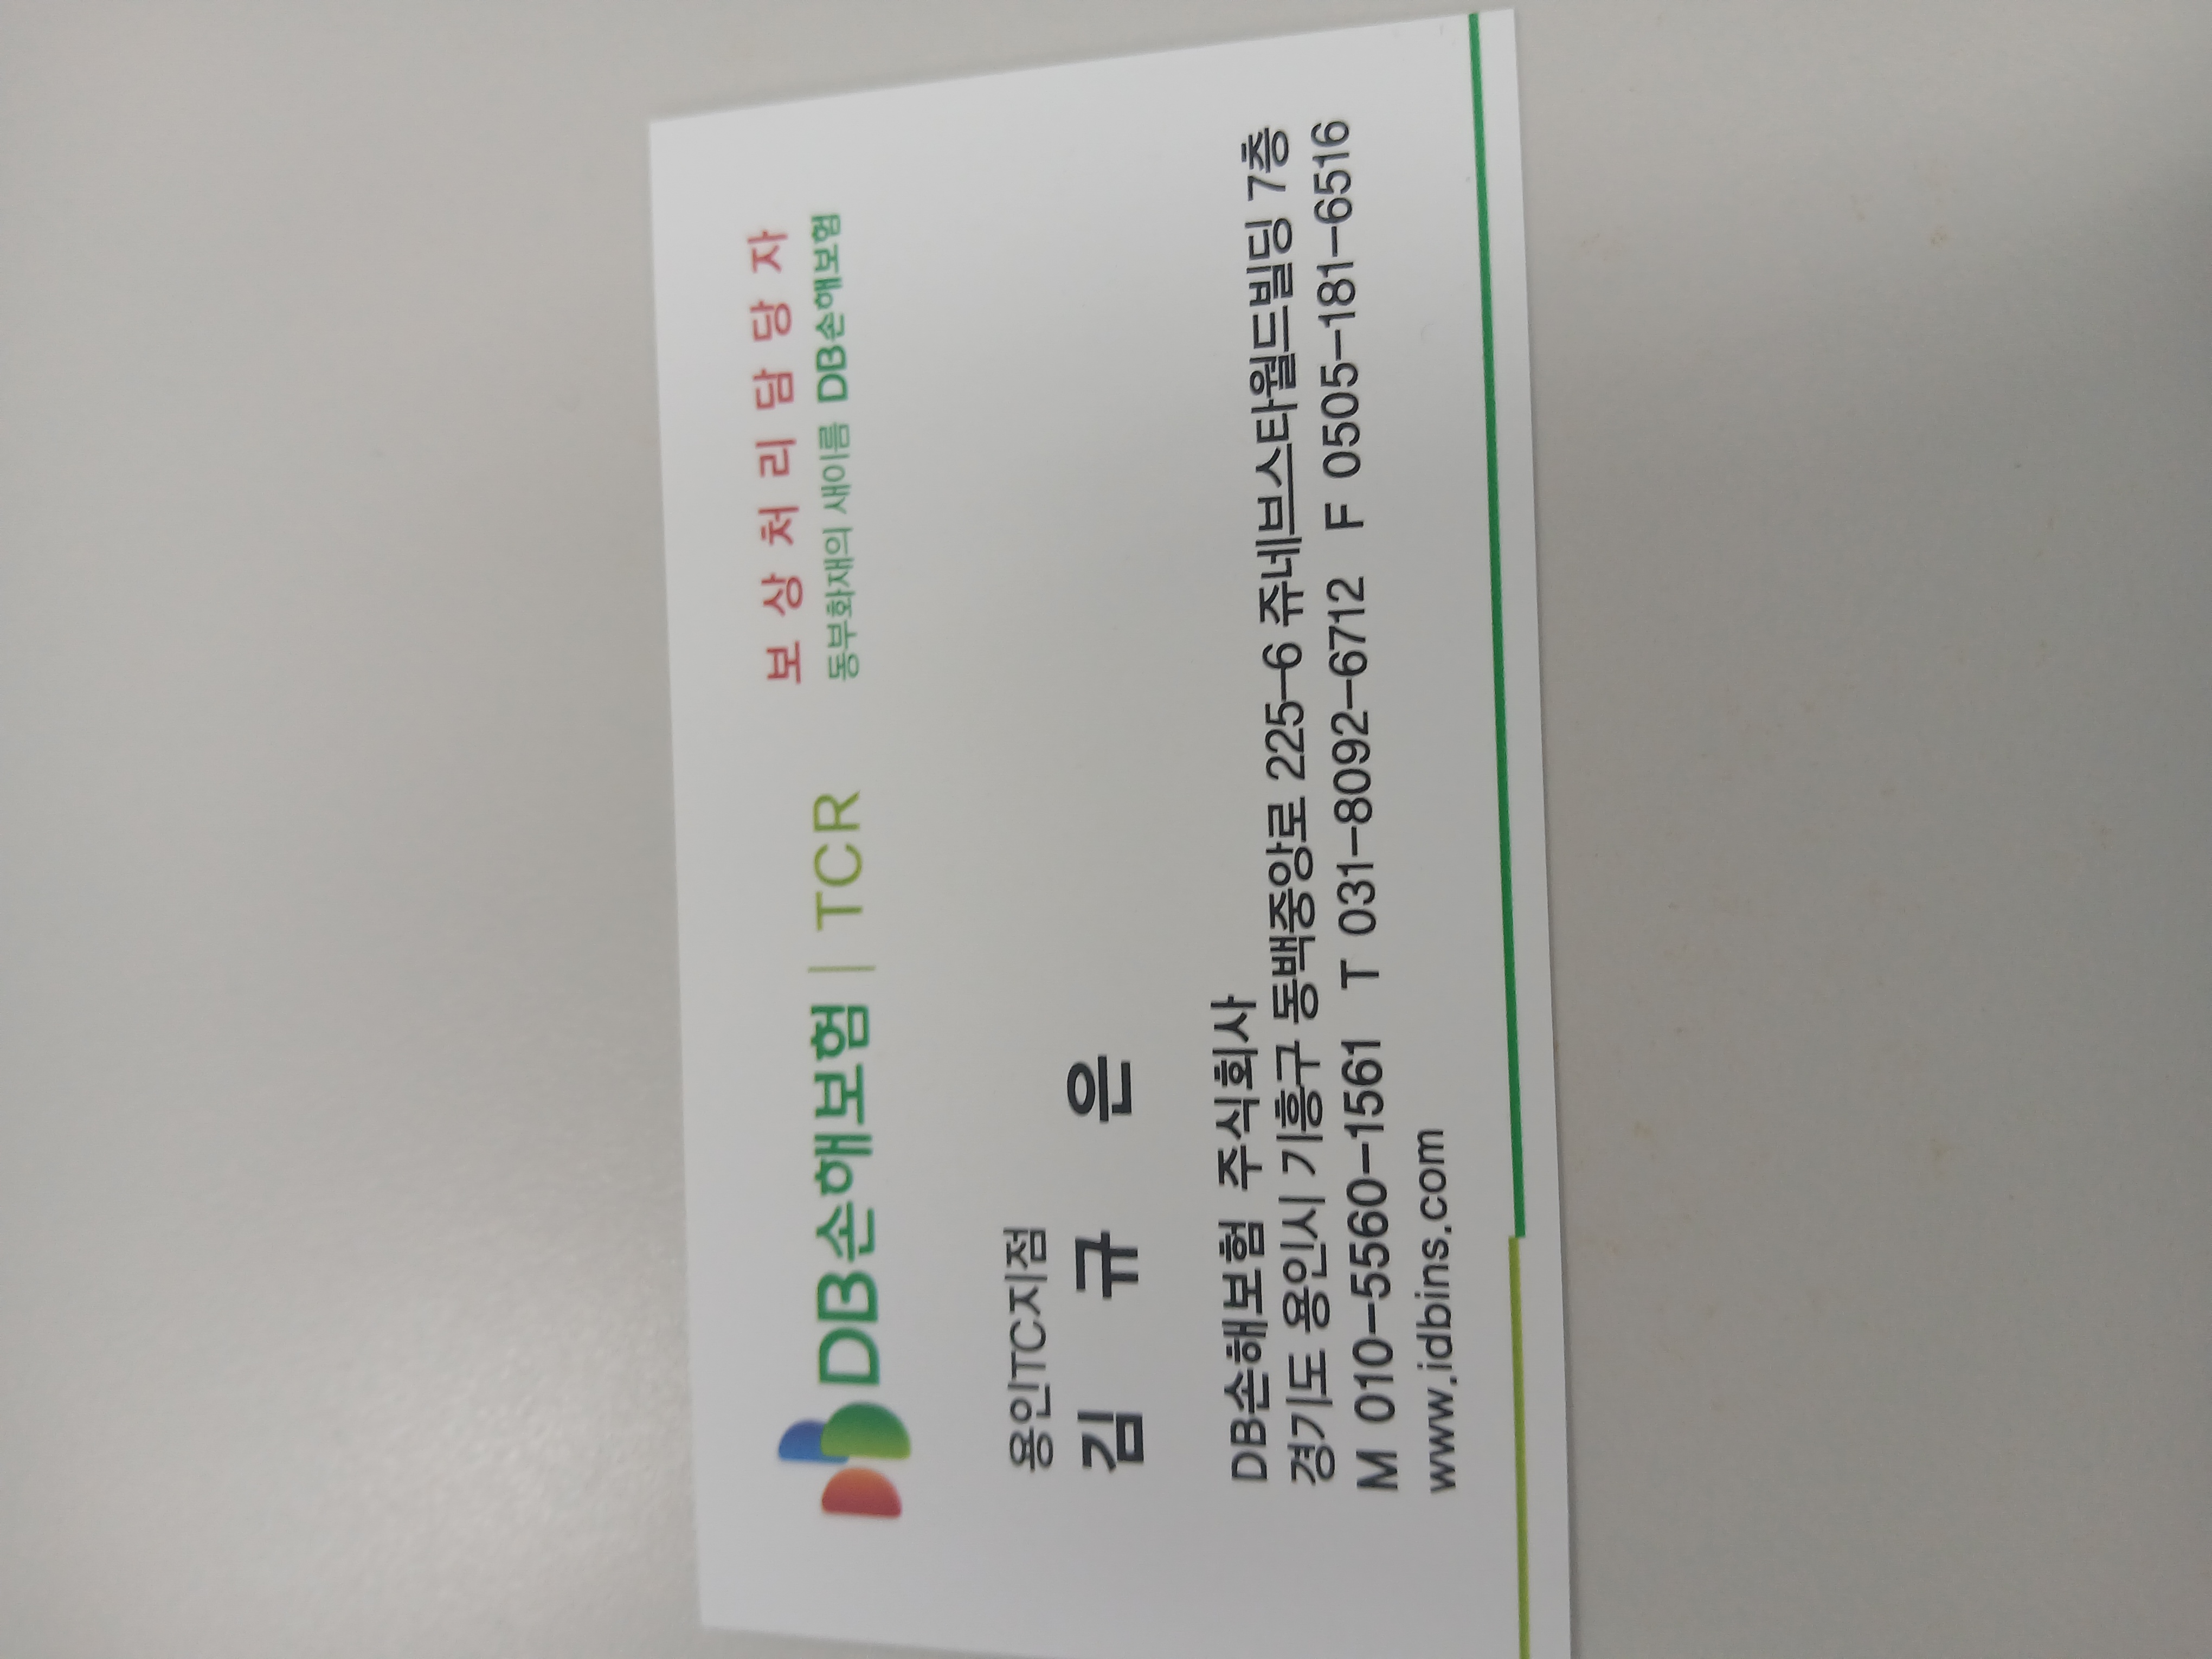 보상처리담당자
DB손해보험 | TCR 동부화재의 새이름 DB손해보험
용인TC지점
김 규 은
DB손해보험 주식회사
경기도 용인시 기흥구 동백중앙로 225-6 쥬네브스타월드빌딩 7층
M 010-5560-1561 T 031-8092-6712 F 0505-181-6516
www.idbins.com